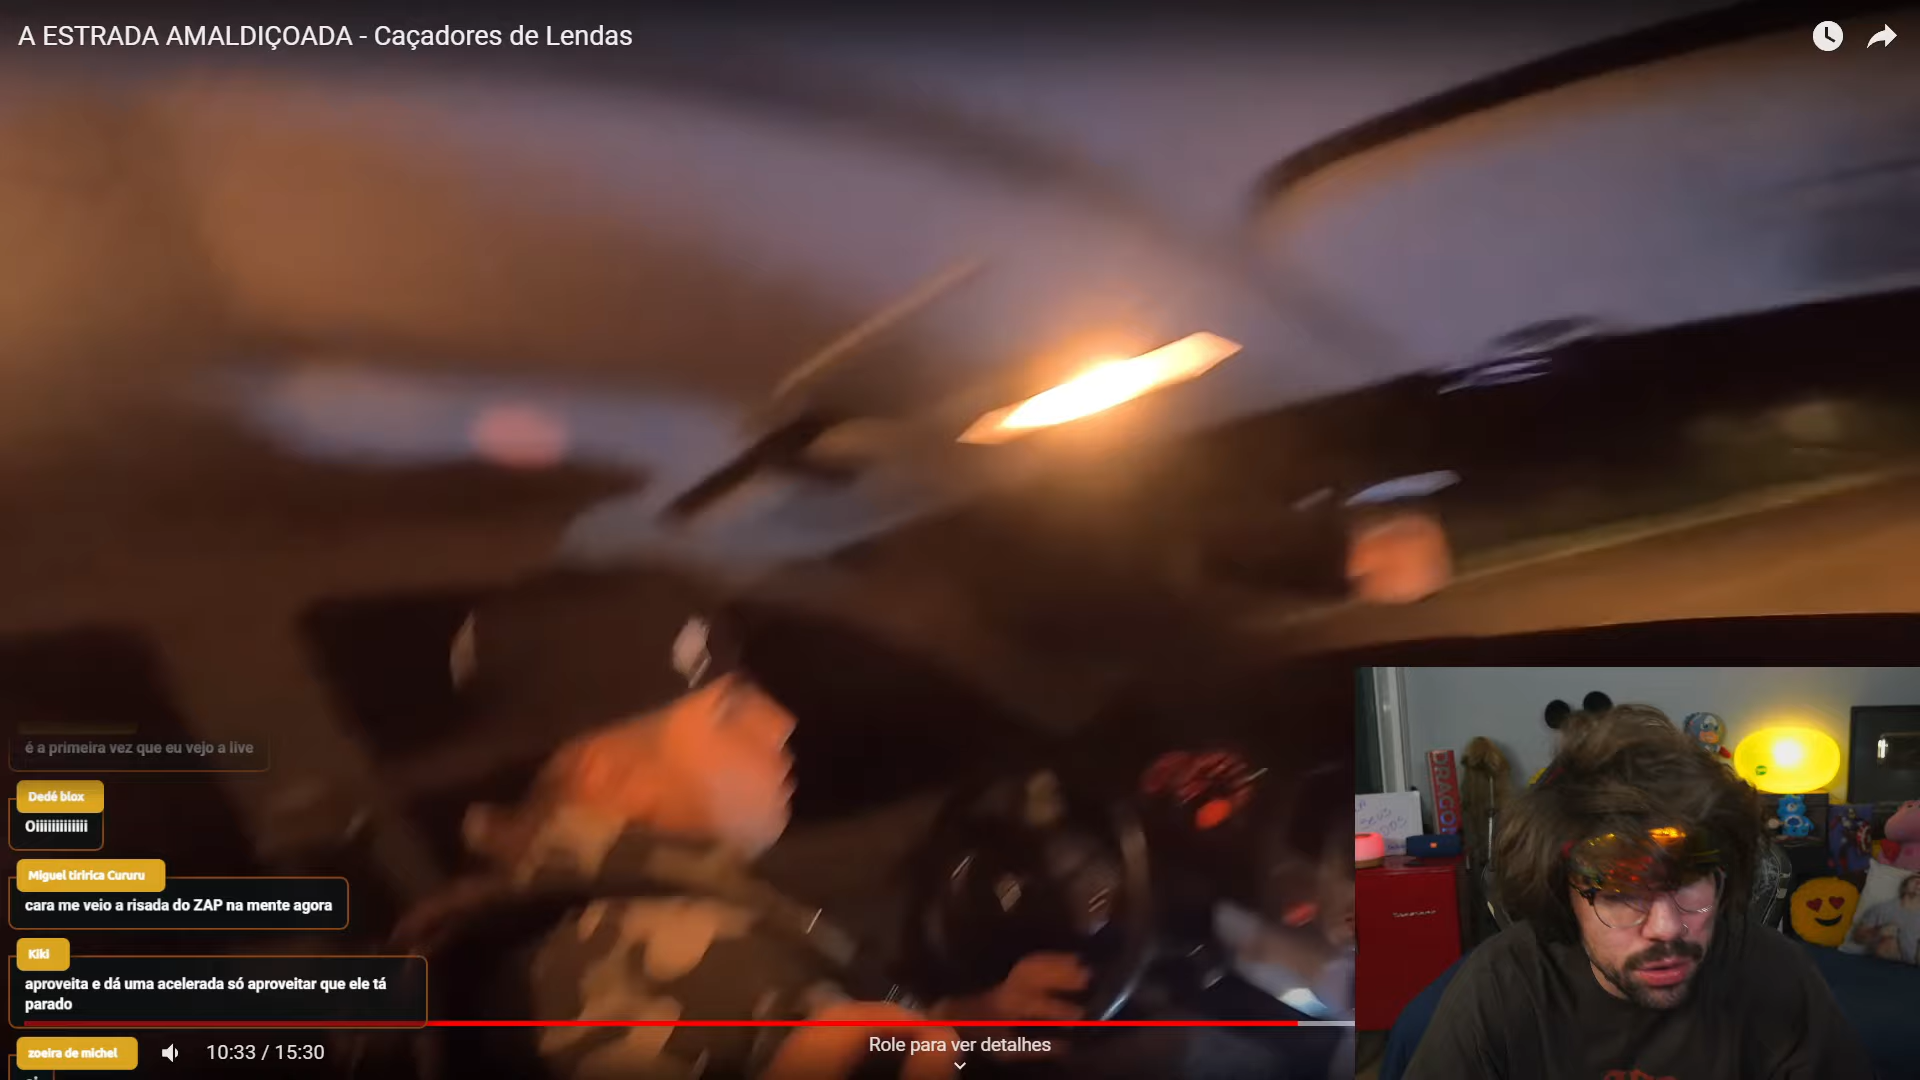 A ESTRADA AMALDIÇOADA - Caçadores de Lendas
é a primeira vez que eu vejo a live
Dedé blox
Oiiiiiiiiiiiii
Miguel tiririca Cururu
cara me veio a risada do ZAP na mente agora
Kiki
aproveita e dá uma acelerada só aproveitar que ele tá
parado
zoeira de michel
10:33 / 15:30
Role para ver detalhes